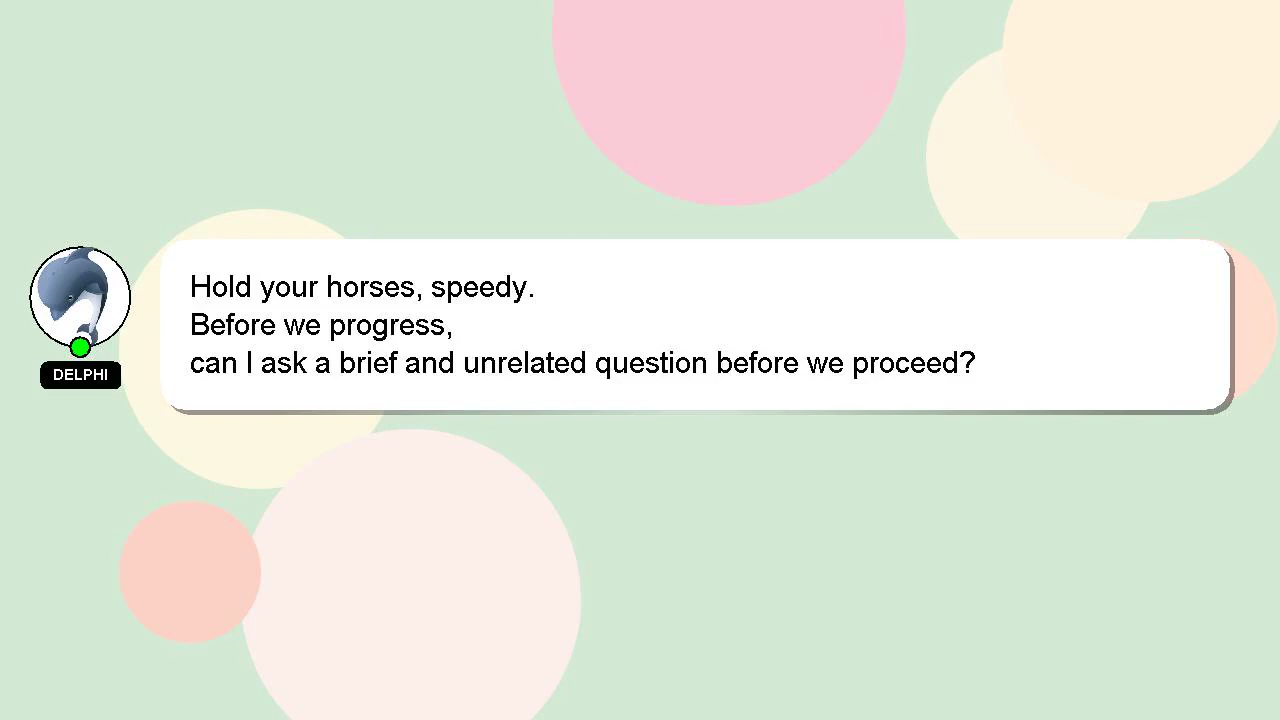 Hold your horses, speedy.
Before we progress,
can I ask a brief and unrelated question before we proceed?
DELPHI